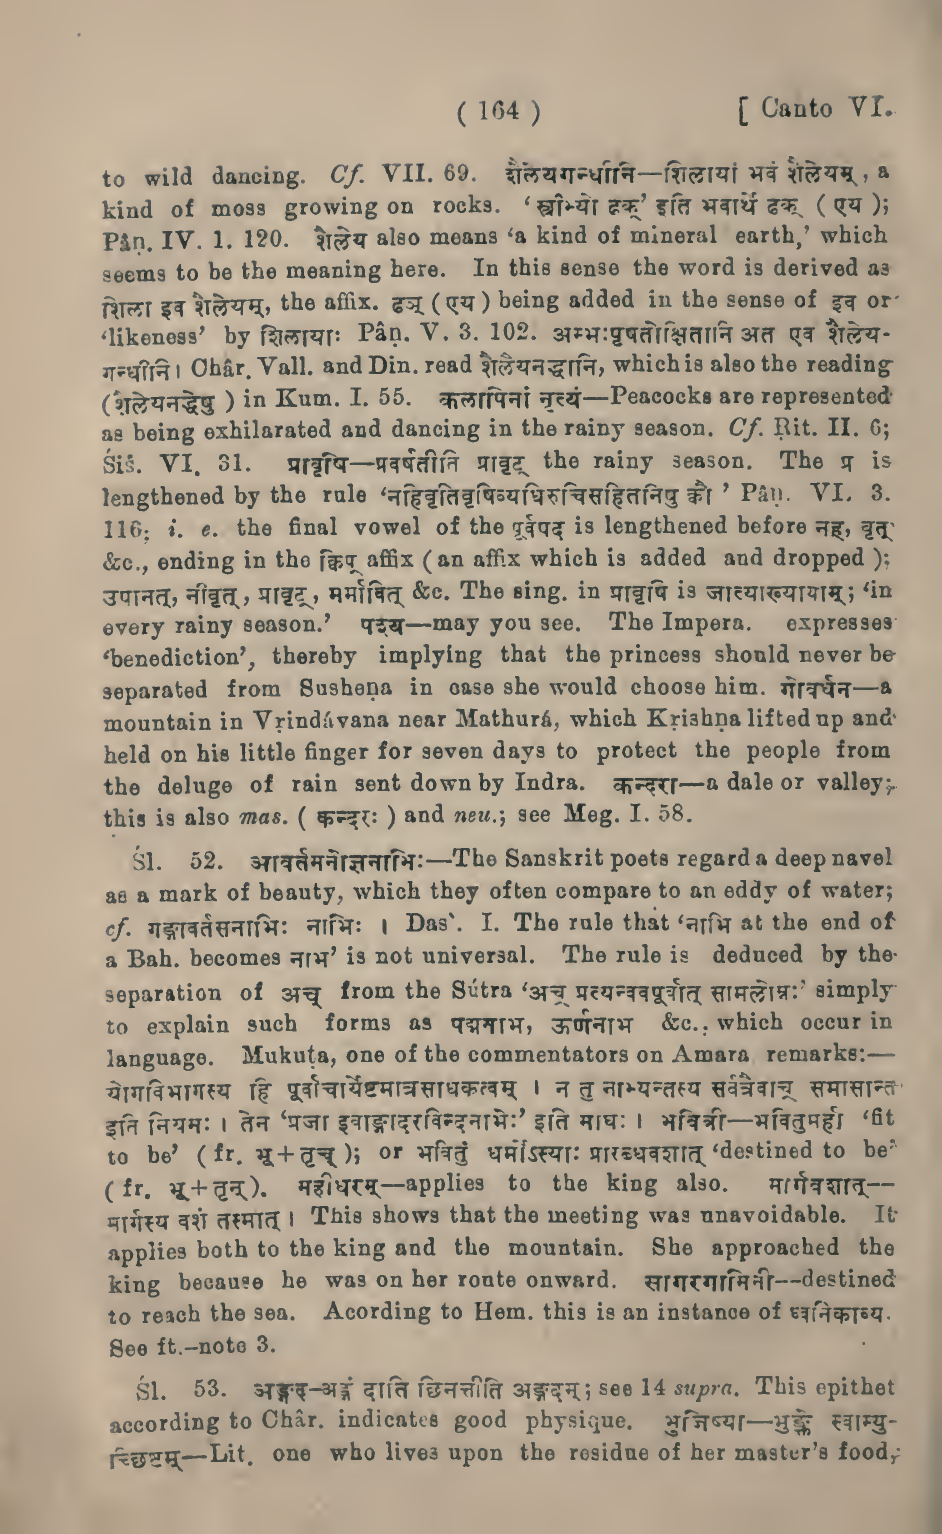 ( 164 ) [ Canto VI.
to wild dancing. Cf. VII. 69. शैलेयगन्धीनि—शिलायां भवं शैलेयम्, a
kind of moss growing on rocks. ‘स्त्रीभ्यो ढक्’ इति भवार्थे ढक् ( एय );
Pâṇ. IV. 1. 120. शैलेय also means ‘a kind of mineral earth,’ which
seems to be the meaning here. In this sense the word is derived as
शिला इव शैलेयम्, the affix. ढञ् ( एय ) being added in the sense of इव or
‘likeness’ by शिलायाः Pâṇ. V. 3. 102. अम्भःपृषतोक्षितानि अत एव शैलेय-
गन्धीनि। Châr. Vall. and Din. read शैलेयनद्धानि, which is also the reading
(शैलेयनद्धेषु ) in Kum. I. 55. कलापिनां नृत्यं—Peacocks are represented
as being exhilarated and dancing in the rainy season. Cf. Ṛit. II. 6;
Śiś. VI. 31. प्रावृषि—प्रवर्षतीति प्रावृट् the rainy season. The प्र is
lengthened by the rule ‘नहिवृतिवृषिव्यधिरुचिसहितनिषु क्वौ ’ Pâṇ. VI. 3.
116; i. e. the final vowel of the पूर्वपद is lengthened before नह्, वृत्
&c., ending in the क्विप् affix ( an affix which is added and dropped );
उपानत्, नीवृत्, प्रावृट्, मर्मावित् &c. The sing. in प्रावृषि is जात्याख्यायाम्; ‘in
every rainy season.’ पश्य—may you see. The Impera. expresses
‘benediction’, thereby implying that the princess should never be
separated from Susheṇa in case she would choose him. गोवर्धन—a
mountain in Vṛindávana near Mathurá, which Kṛishṇa lifted up and
held on his little finger for seven days to protect the people from
the deluge of rain sent down by Indra. कन्दरा—a dale or valley;
this is also mas. ( कन्दरः ) and neu.; see Meg. I. 58.
Śl. 52. आवर्तमनोज्ञनाभिः—The Sanskrit poets regard a deep navel
as a mark of beauty, which they often compare to an eddy of water;
cf. गङ्गावर्तसनाभिः नाभिः । Das`. I. The rule that ‘नाभि at the end of
a Bah. becomes नाभ’ is not universal. The rule is deduced by the
separation of अच् from the Sútra ‘अच् प्रत्यन्ववपूर्वात् सामलोम्नः’ simply
to explain such forms as पद्मनाभ, ऊर्णनाभ &c., which occur in
language. Mukuṭa, one of the commentators on Amara remarks:—
योगविभागस्य हि पूर्वाचार्येष्टमात्रसाधकत्वम् । न तु नाभ्यन्तस्य सर्वत्रैवाच् समासान्त
इति नियमः । तेन ‘प्रजा इवाङ्गादरविन्दनाभेः’ इति माघः । भवित्री—भवितुमर्हा ‘fit
to be’ ( fr. भू+तृच् ); or भवितुं धर्मोऽस्याः प्रारब्धवशात् ‘destined to be’
( fr. भू+तृन् ). महीधरम्—applies to the king also. मार्गवशात्—
मार्गस्य वशं तस्मात् । This shows that the meeting was unavoidable. It
applies both to the king and the mountain. She approached the
king because he was on her route onward. सागरगामिनी--destined
to reach the sea. Acording to Hem. this is an instance of ध्वनिकाव्य.
See ft.-note 3.
Śl. 53. अङ्गद-अङ्गं दाति छिनत्तीति अङ्गदम्; see 14 supra. This epithet
according to Châr. indicates good physique. भुजिष्या—भुङ्क्ते स्वाम्यु-
च्छिष्टम्—Lit. one who lives upon the residue of her master's food;